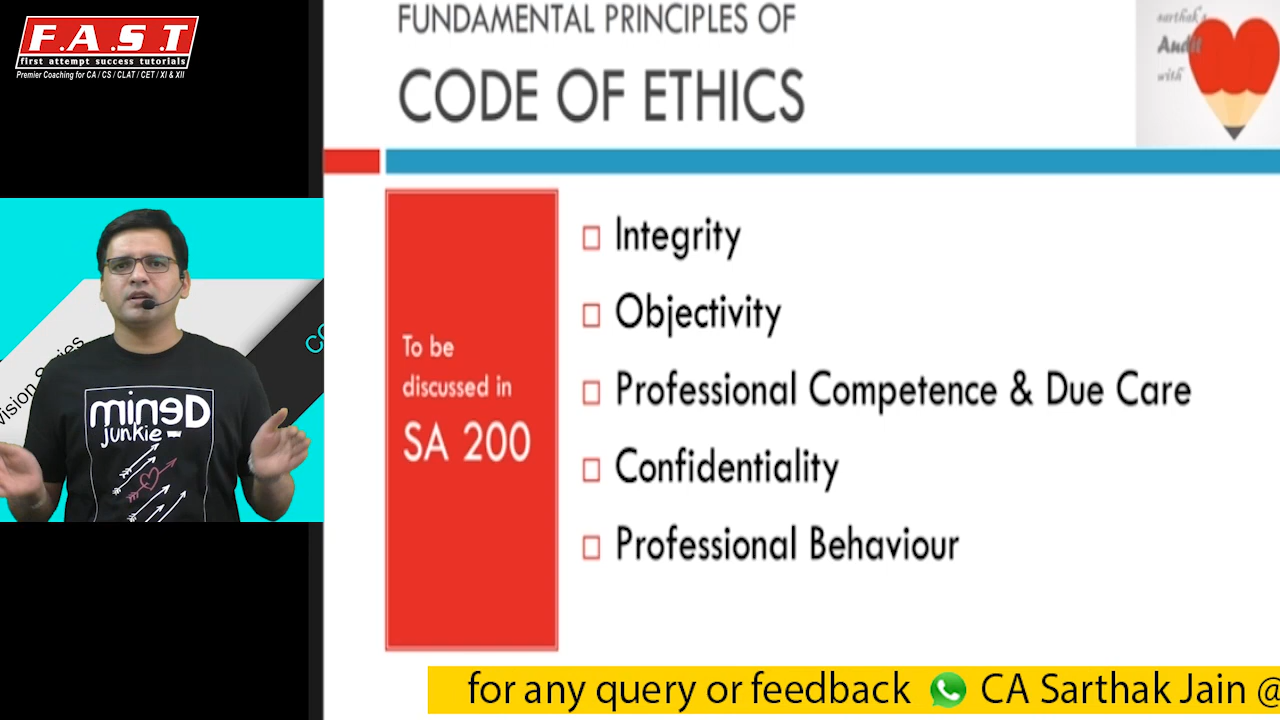 F.A.S.T
first attempt success tutorials
Premier Coaching for CA / CS / CLAT / CET / XI & XII
FUNDAMENTAL PRINCIPLES OF
CODE OF ETHICS
sarthak's
Audit
with
To be
discussed in
SA 200
Integrity
Objectivity
Professional Competence & Due Care
Confidentiality
Professional Behaviour
Denim
junkie
for any query or feedback CA Sarthak Jain @